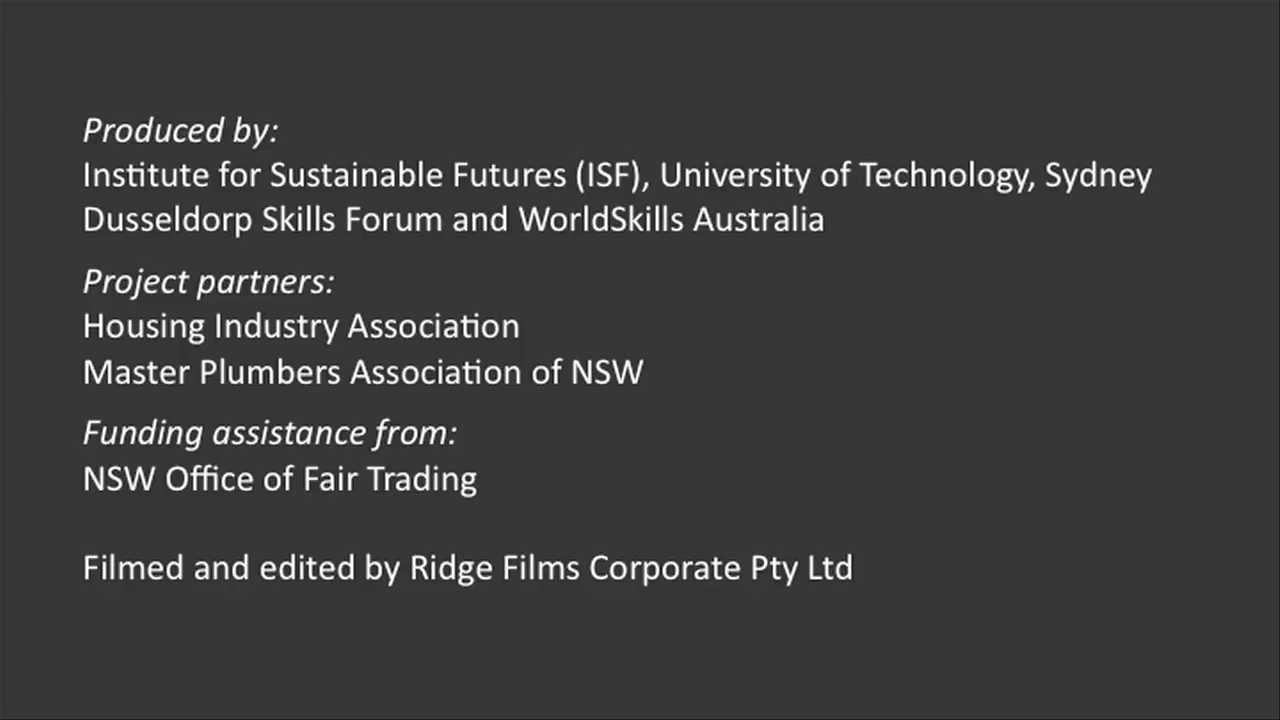 Produced by:
Institute for Sustainable Futures (ISF), University of Technology, Sydney
Dusseldorp Skills Forum and WorldSkills Australia
Project partners:
Housing Industry Association
Master Plumbers Association of NSW
Funding assistance from:
NSW Office of Fair Trading
Filmed and edited by Ridge Films Corporate Pty Ltd